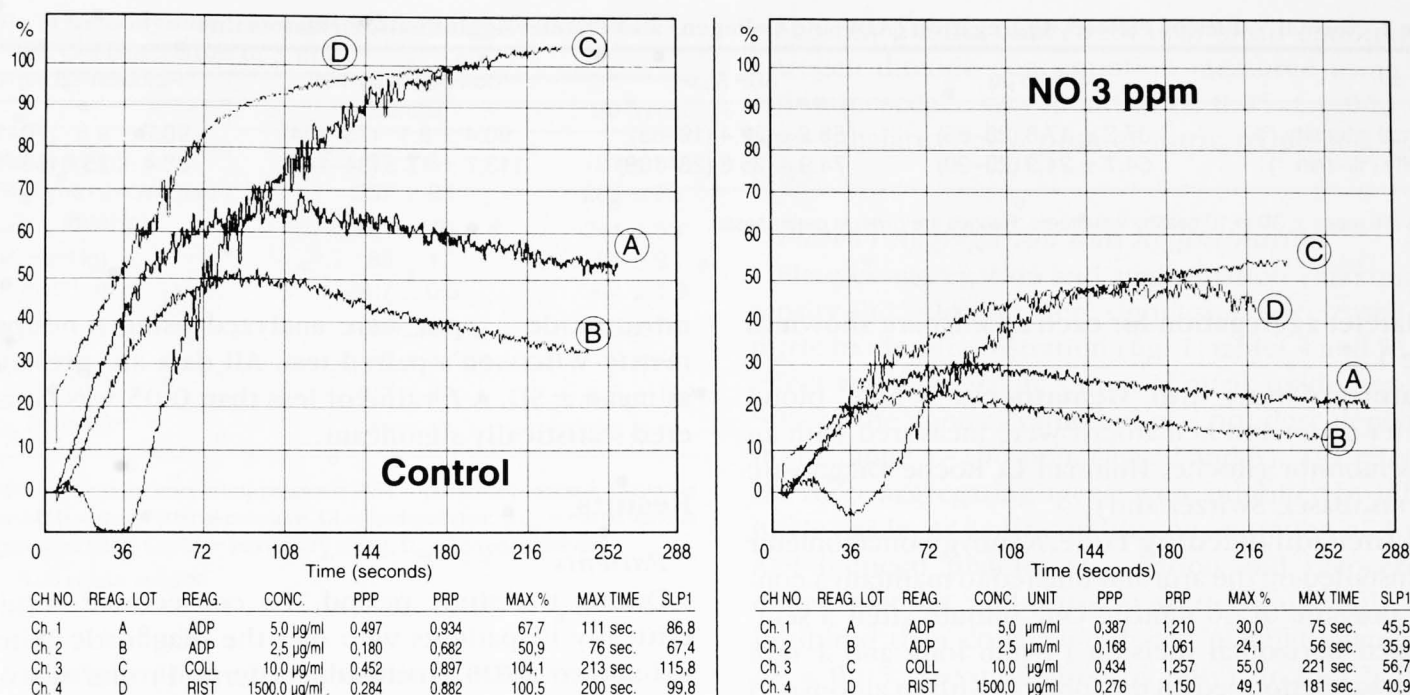 %
100
90
80
70
60
50
40
30
20
10
0
D
C
A
B
Control
0 36 72 108 144 180 216 252 288
Time (seconds)
CH NO. REAG. LOT REAG. CONC. PPP PRP MAX % MAX TIME SLP1
Ch. 1 A ADP 5,0 µg/ml 0,497 0,934 67,7 111 sec. 86,8
Ch. 2 B ADP 2,5 µg/ml 0,180 0,682 50,9 76 sec. 67,4
Ch. 3 C COLL 10,0 µg/ml 0,452 0,897 104,1 213 sec. 115,8
Ch. 4 D RIST 1500,0 µg/ml 0,284 0,882 100,5 200 sec. 99,8
%
100
90
80
70
60
50
40
30
20
10
0
NO 3 ppm
C
D
A
B
0 36 72 108 144 180 216 252 288
Time (seconds)
CH NO. REAG. LOT REAG. CONC. UNIT PPP PRP MAX % MAX TIME SLP1
Ch. 1 A ADP 5,0 µm/ml 0,387 1,210 30,0 75 sec. 45,5
Ch. 2 B ADP 2,5 µm/ml 0,168 1,061 24,1 56 sec. 35,9
Ch. 3 C COLL 10,0 µg/ml 0,434 1,257 55,0 221 sec. 56,7
Ch. 4 D RIST 1500,0 µg/ml 0,276 1,150 49,1 181 sec. 40,9